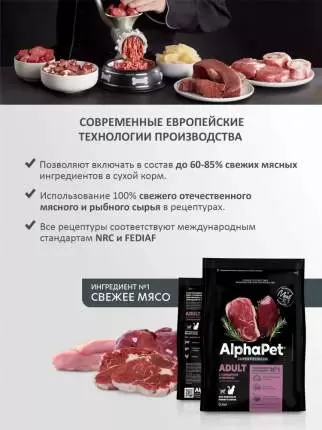 СОВРЕМЕННЫЕ ЕВРОПЕЙСКИЕ
ТЕХНОЛОГИИ ПРОИЗВОДСТВА
Позволяют включать в состав до 60-85% свежих мясных
ингредиентов в сухой корм.
Использование 100% свежего отечественного
мясного и рыбного сырья в рецептурах.
Все рецептуры соответствуют международным
стандартам NRC и FEDIAF
ИНГРЕДИЕНТ №1
СВЕЖЕЕ МЯСО
AlphaPet
ADULT